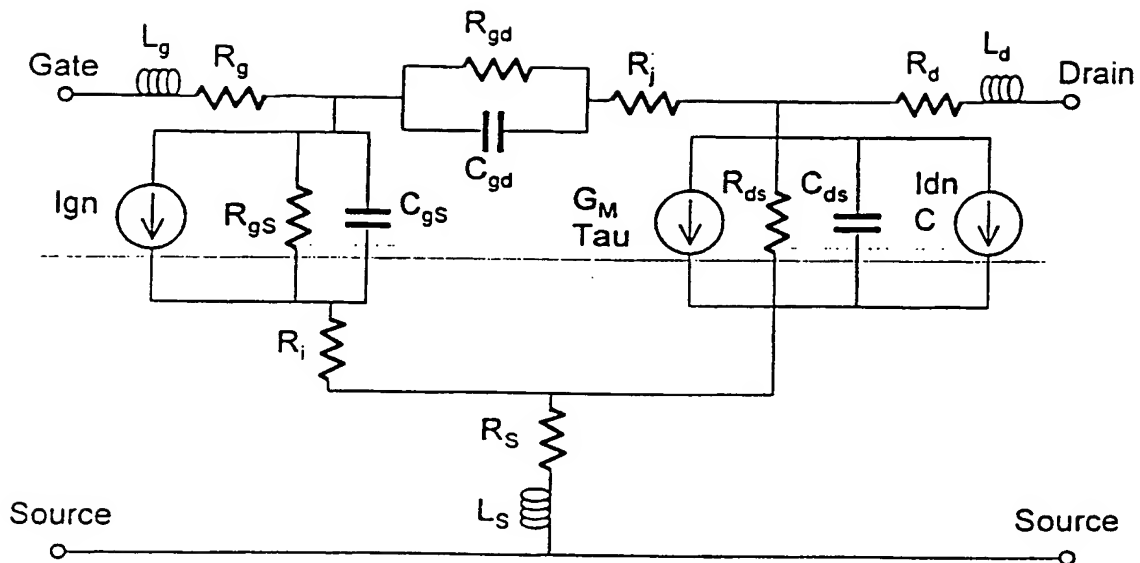 Gate
Lg
Rg
Rgd
Cgd
Rj
Rd
Ld
Drain
Ign
RgS
CgS
GM
Tau
Rds
Cds
Idn
C
Ri
RS
LS
Source
Source